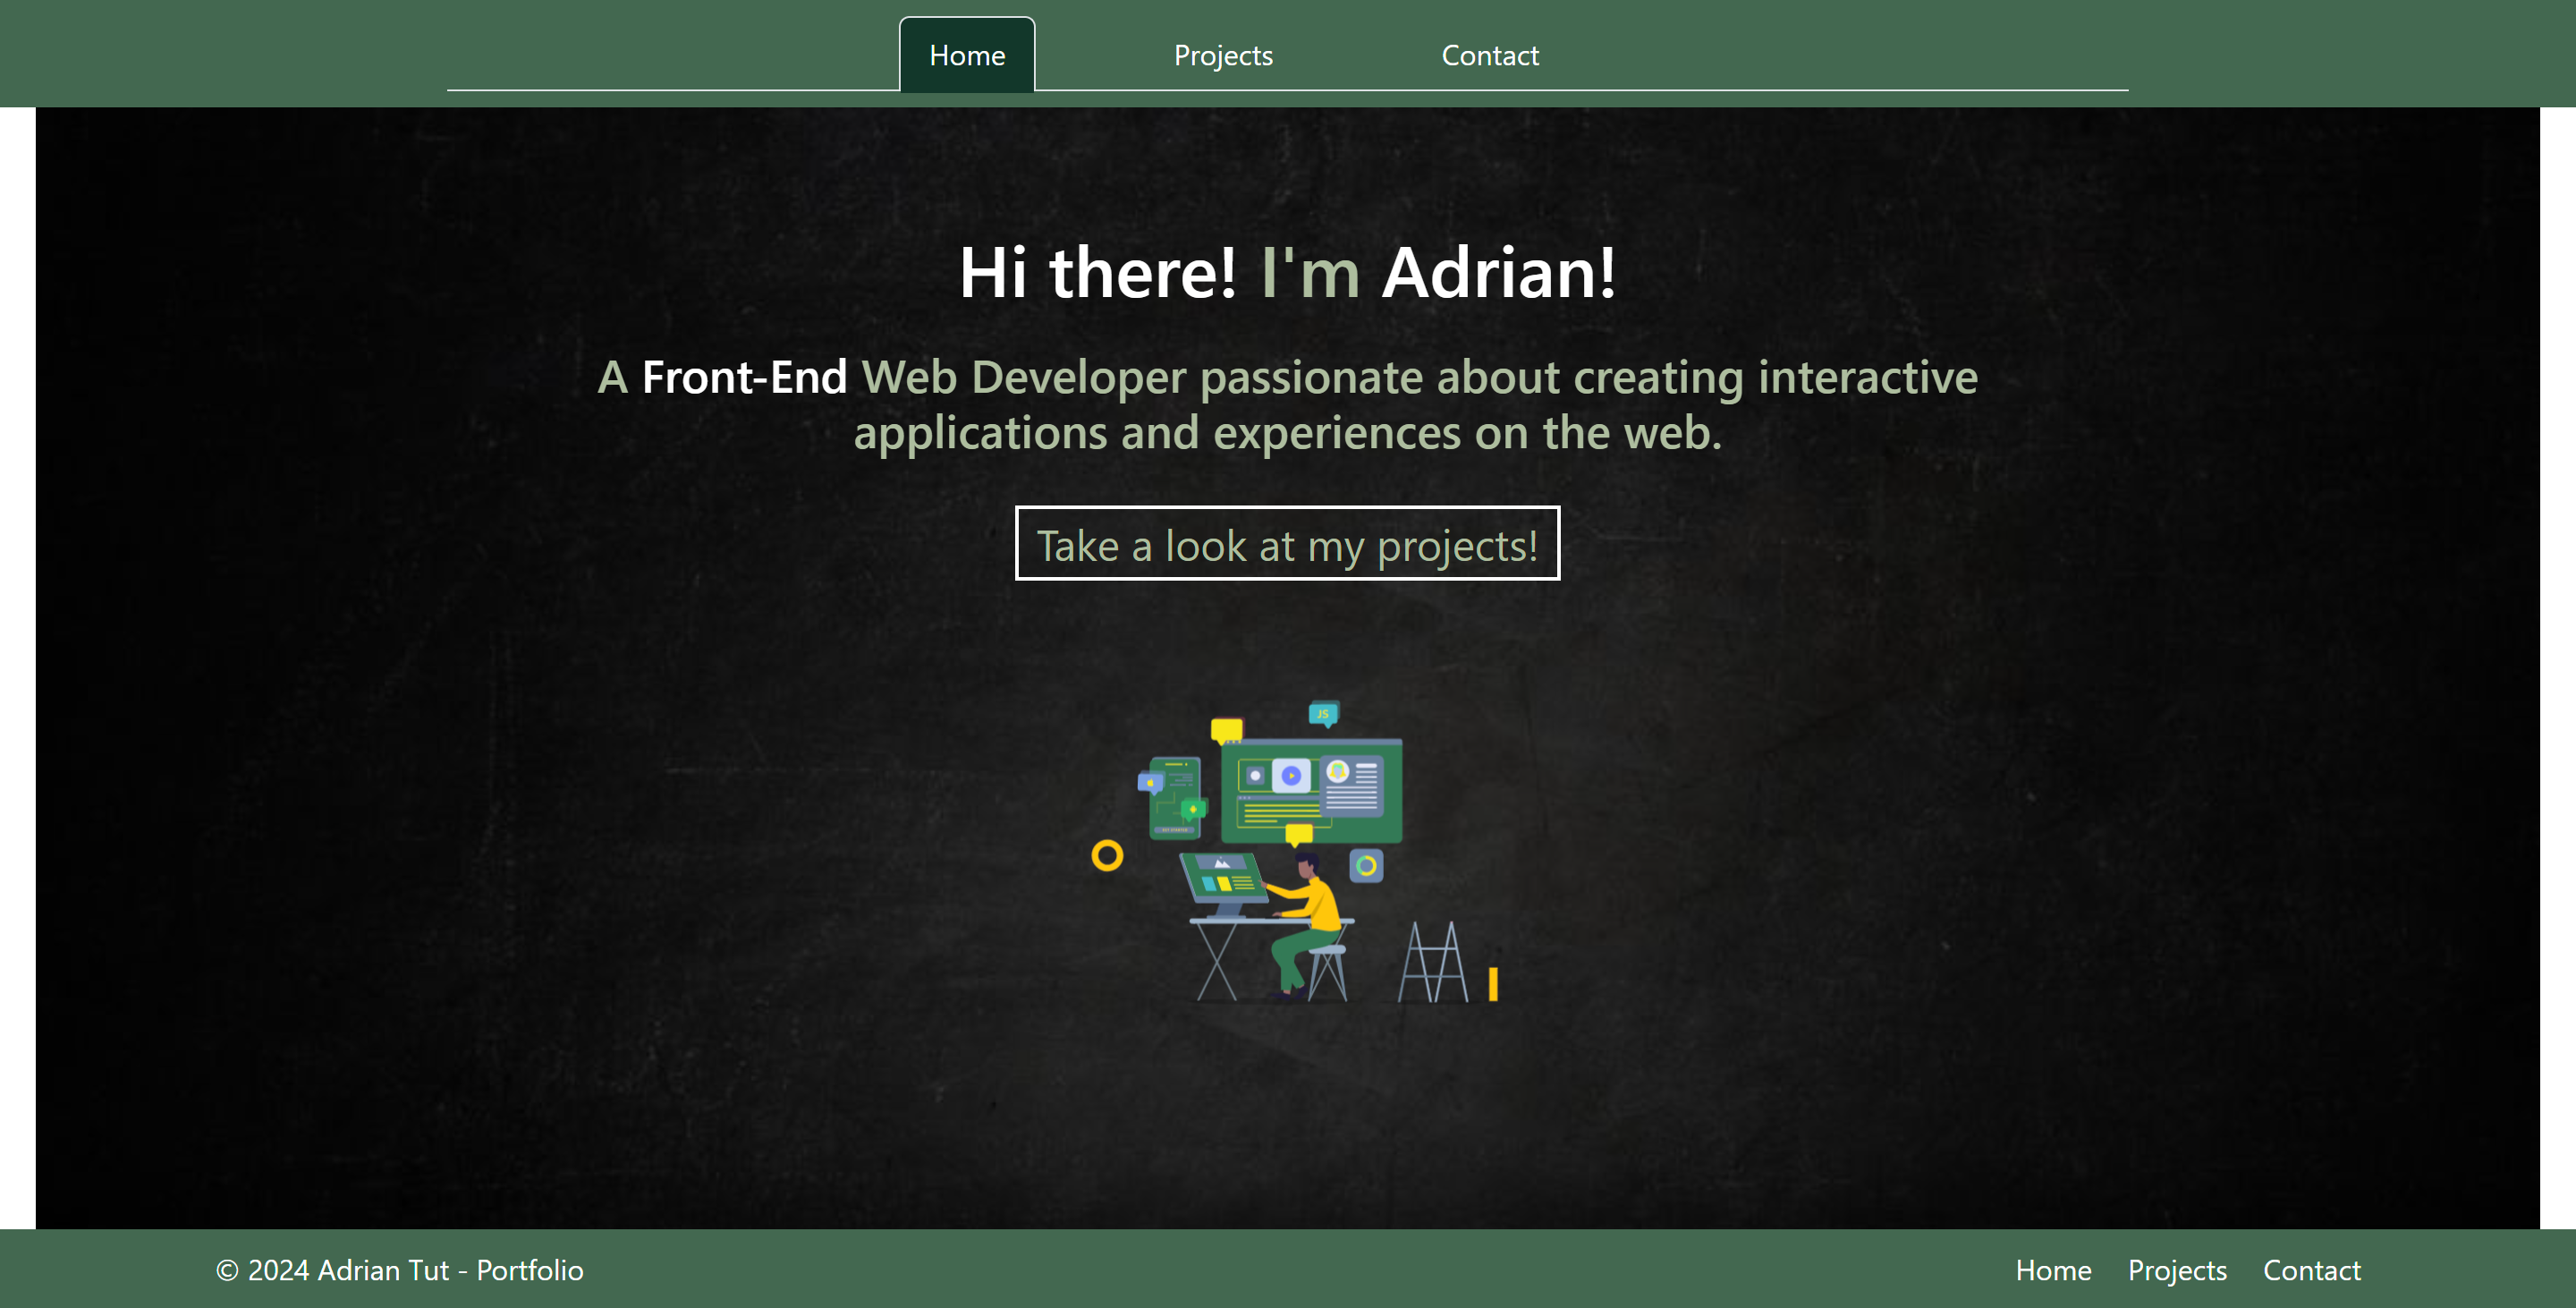 Home Projects Contact
Hi there! I'm Adrian!
A Front-End Web Developer passionate about creating interactive
applications and experiences on the web.
Take a look at my projects!
JS
© 2024 Adrian Tut - Portfolio
Home Projects Contact